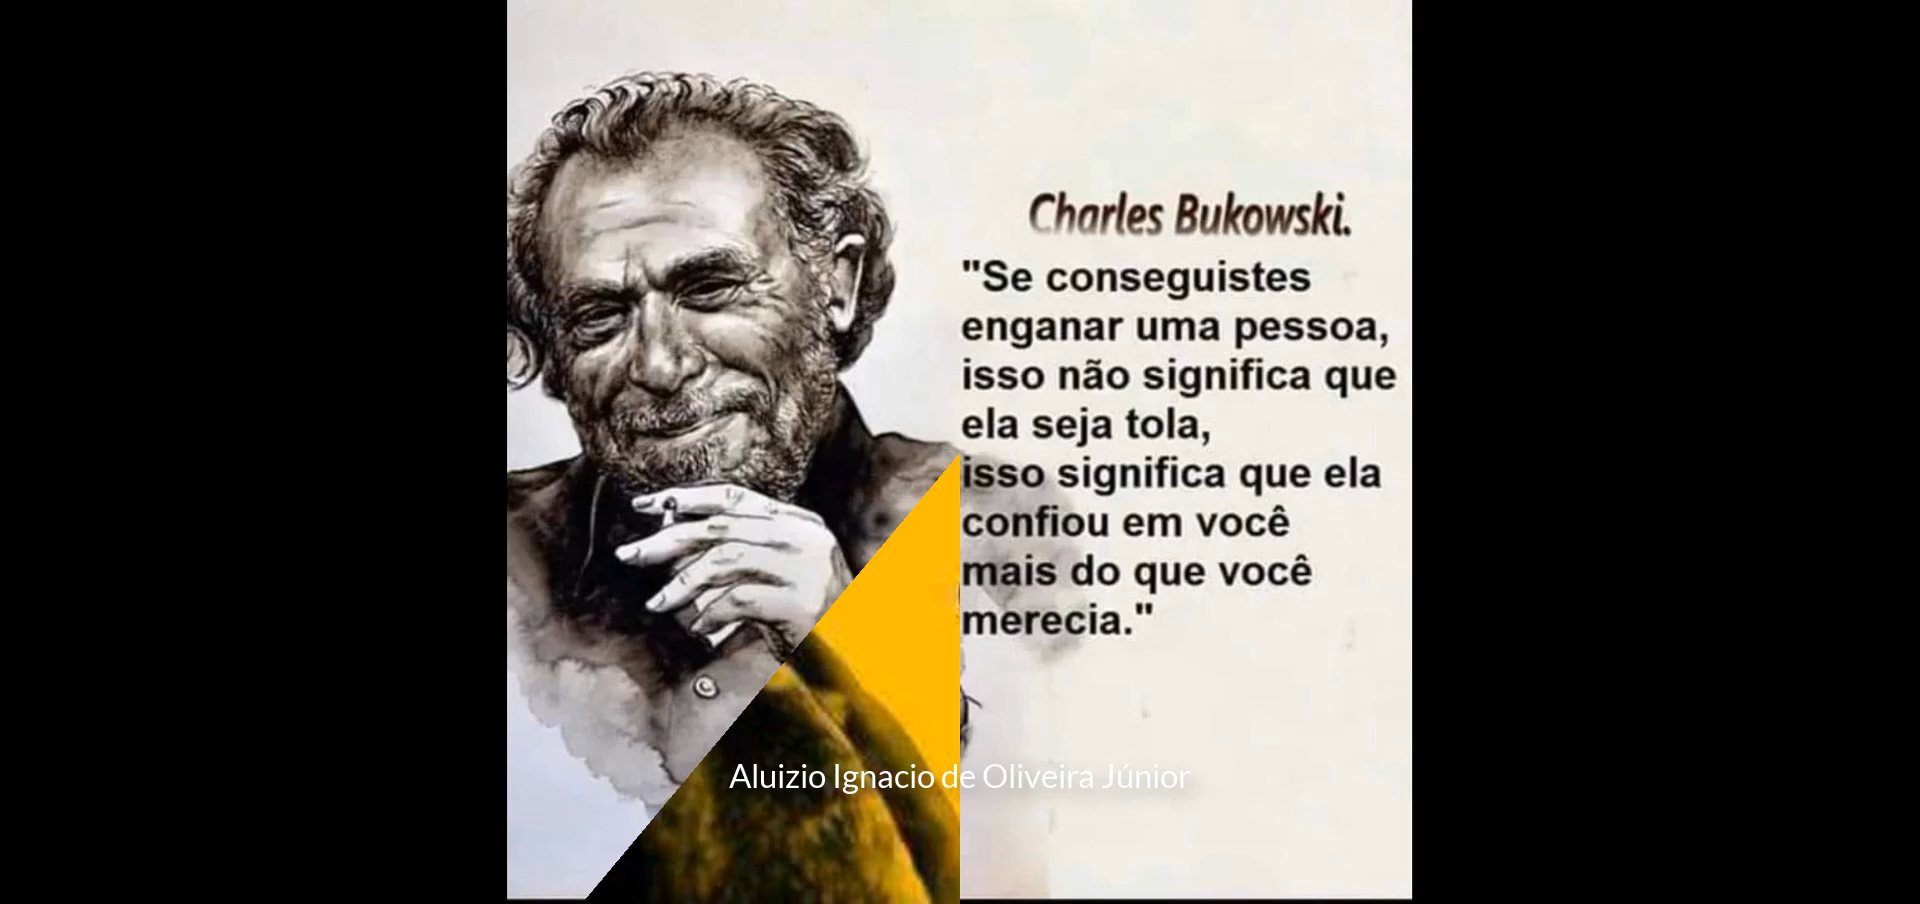 Charles Bukowski.
"Se conseguistes
enganar uma pessoa,
isso não significa que
ela seja tola,
isso significa que ela
confiou em você
mais do que você
merecia."
Aluizio Ignacio de Oliveira Júnior